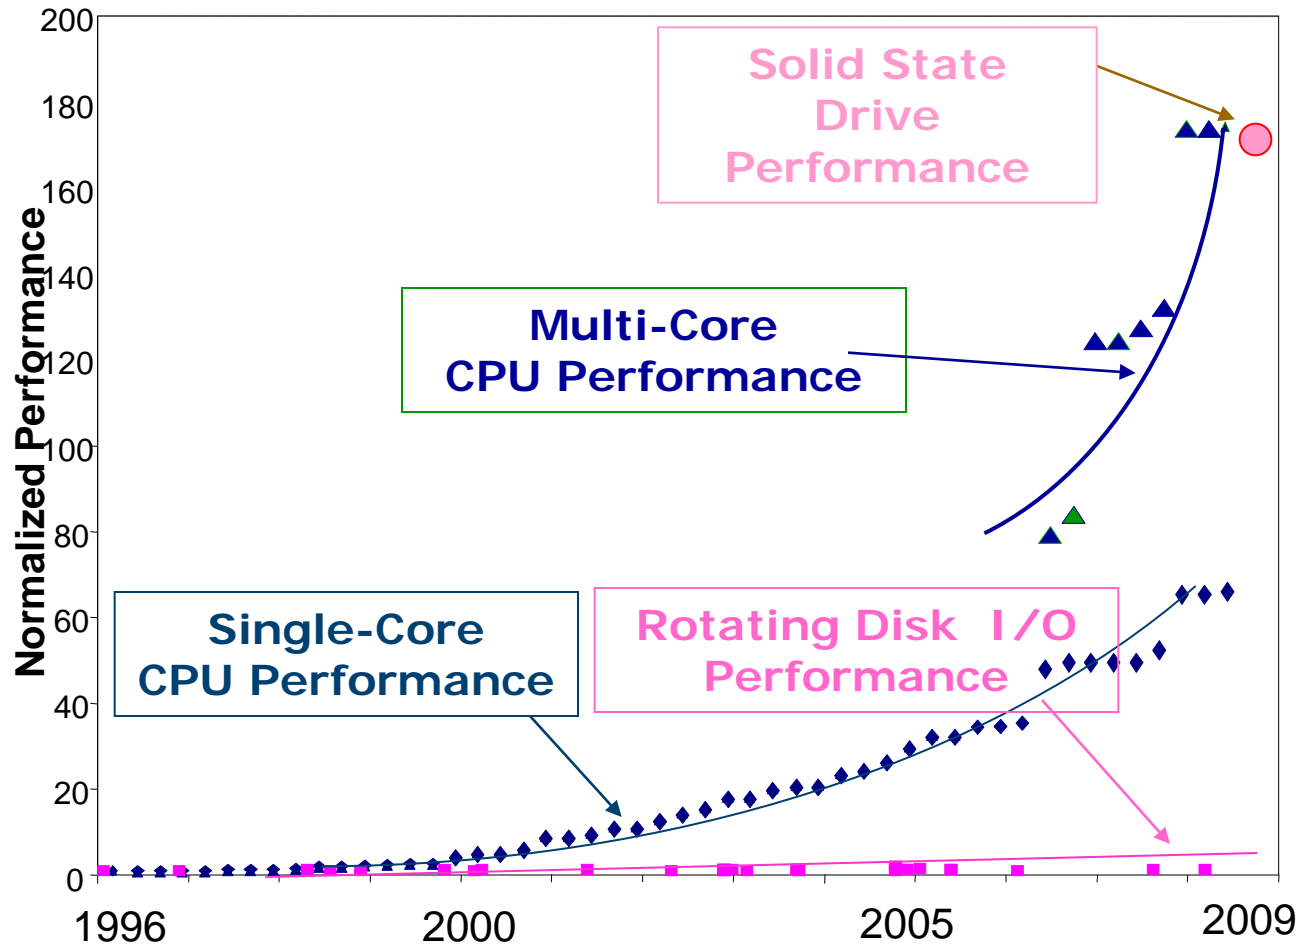 200
180
160
140
120
100
80
60
40
20
0
Normalized Performance
Solid State
Drive
Performance
Multi-Core
CPU Performance
Single-Core
CPU Performance
Rotating Disk I/O
Performance
1996
2000
2005
2009